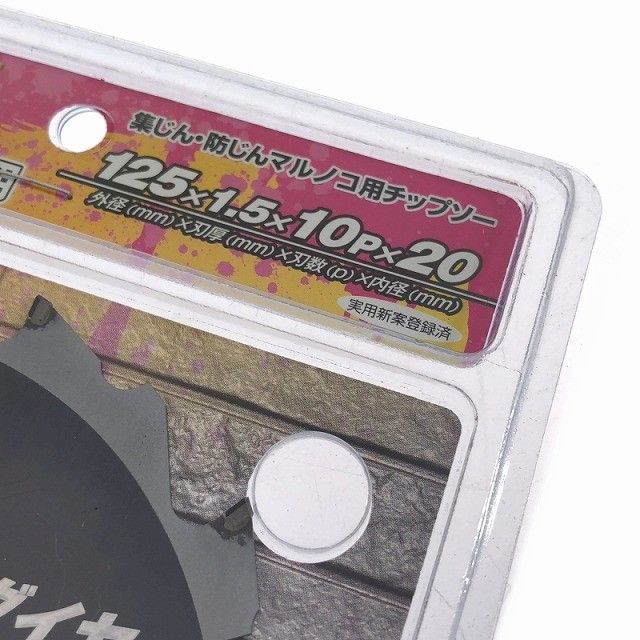 集じん・防じんマルノコ用チップソー
125×1.5×10P×20
外径(mm)×刃厚(mm)×刃数(p)×内径(mm)
実用新案登録済
ダイヤ